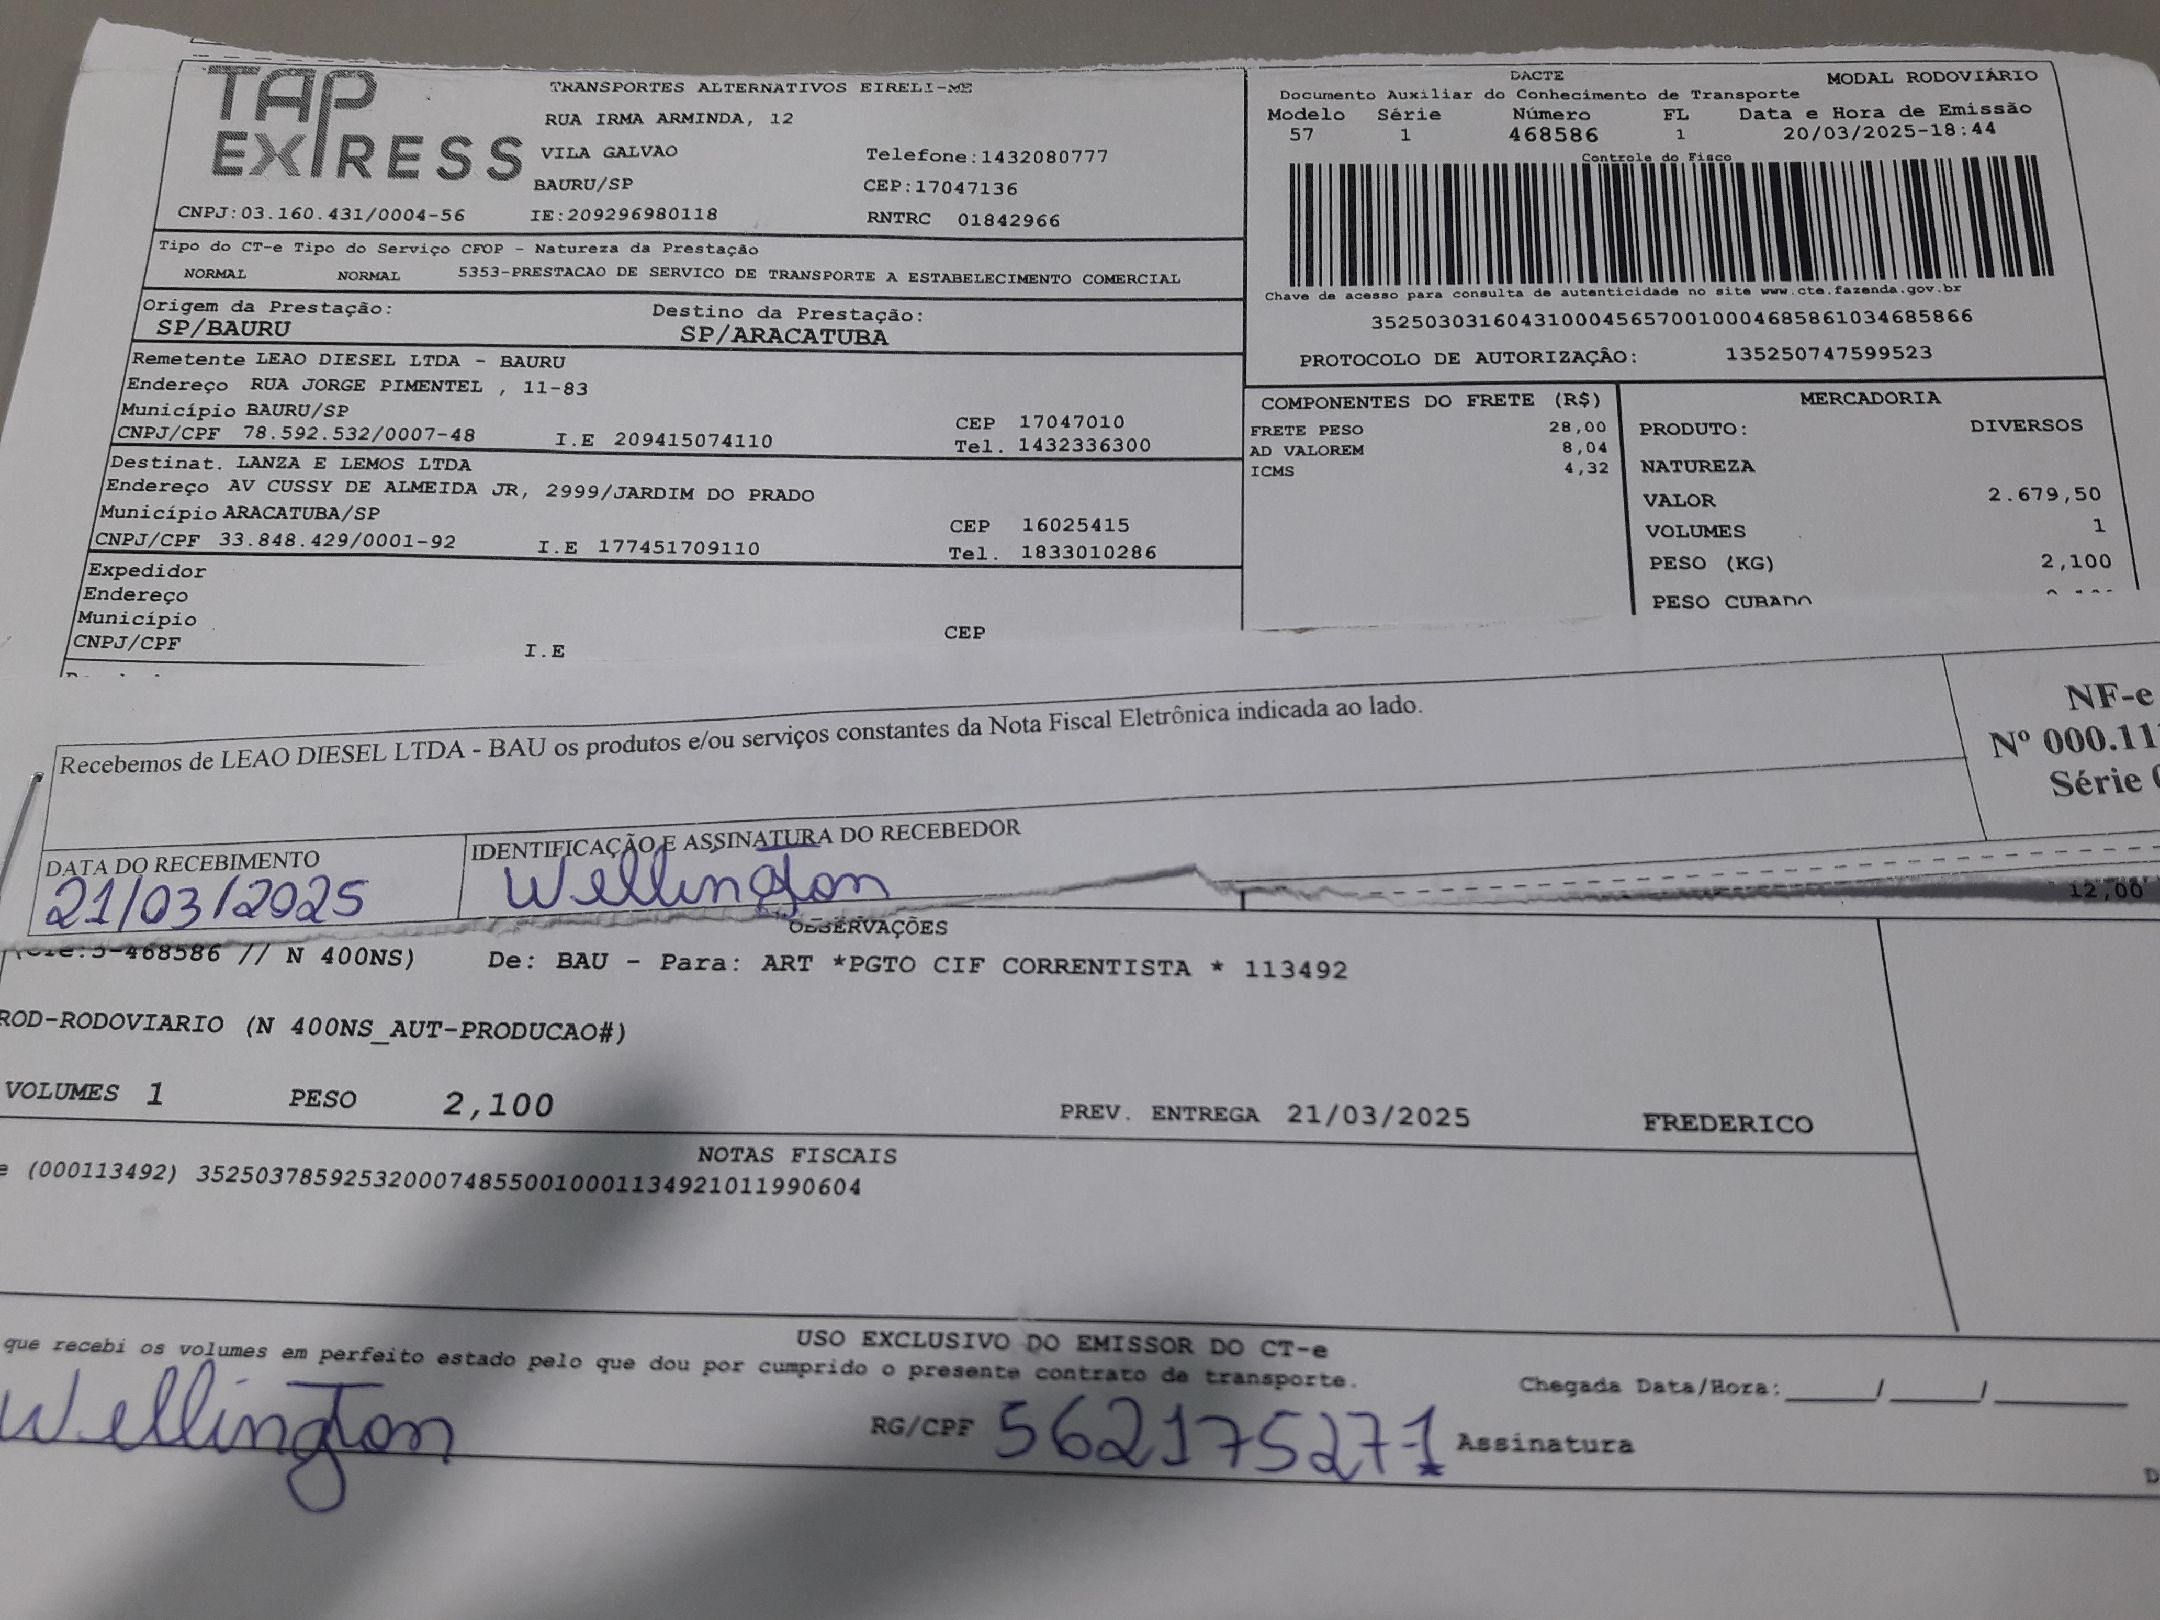 TAP EXPRESS
TRANSPORTES ALTERNATIVOS EIRELI-ME
RUA IRMA ARMINDA, 12
VILA GALVAO Telefone:1432080777
BAURU/SP CEP:17047136
CNPJ:03.160.431/0004-56 IE:209296980118 RNTRC 01842966
Tipo do CT-e Tipo do Serviço CFOP - Natureza da Prestação
NORMAL NORMAL 5353-PRESTACAO DE SERVICO DE TRANSPORTE A ESTABELECIMENTO COMERCIAL
Origem da Prestação: Destino da Prestação:
SP/BAURU SP/ARACATUBA
Remetente LEAO DIESEL LTDA - BAURU
Endereço RUA JORGE PIMENTEL , 11-83
Município BAURU/SP CEP 17047010
CNPJ/CPF 78.592.532/0007-48 I.E 209415074110 Tel. 1432336300
Destinat. LANZA E LEMOS LTDA
Endereço AV CUSSY DE ALMEIDA JR, 2999/JARDIM DO PRADO
Município ARACATUBA/SP CEP 16025415
CNPJ/CPF 33.848.429/0001-92 I.E 177451709110 Tel. 1833010286
Expedidor
Endereço
Município CEP
CNPJ/CPF I.E
DACTE MODAL RODOVIÁRIO
Documento Auxiliar do Conhecimento de Transporte
Modelo Série Número FL Data e Hora de Emissão
57 1 468586 1 20/03/2025-18:44
Controle do Fisco
Chave de acesso para consulta de autenticidade no site www.cte.fazenda.gov.br
35250303160431000456570010004685861034685866
PROTOCOLO DE AUTORIZAÇÃO: 135250747599523
COMPONENTES DO FRETE (R$)
FRETE PESO 28,00
AD VALOREM 8,04
ICMS 4,32
MERCADORIA
PRODUTO: DIVERSOS
NATUREZA
VALOR 2.679,50
VOLUMES 1
PESO (KG) 2,100
PESO CUBADO
Recebemos de LEAO DIESEL LTDA - BAU os produtos e/ou serviços constantes da Nota Fiscal Eletrônica indicada ao lado.
NF-e
Nº 000.11
Série
DATA DO RECEBIMENTO IDENTIFICAÇÃO E ASSINATURA DO RECEBEDOR
21/03/2025 Wellington
12,00
OBSERVAÇÕES
(Cte:5-468586 // N 400NS) De: BAU - Para: ART *PGTO CIF CORRENTISTA * 113492
ROD-RODOVIARIO (N 400NS_AUT-PRODUCAO#)
VOLUMES 1 PESO 2,100 PREV. ENTREGA 21/03/2025 FREDERICO
NOTAS FISCAIS
e (000113492) 35250378592532000748550010001134921011990604
USO EXCLUSIVO DO EMISSOR DO CT-e
que recebi os volumes em perfeito estado pelo que dou por cumprido o presente contrato de transporte.
Chegada Data/Hora:_____/_____/_______
Wellington RG/CPF 562175271 Assinatura
D